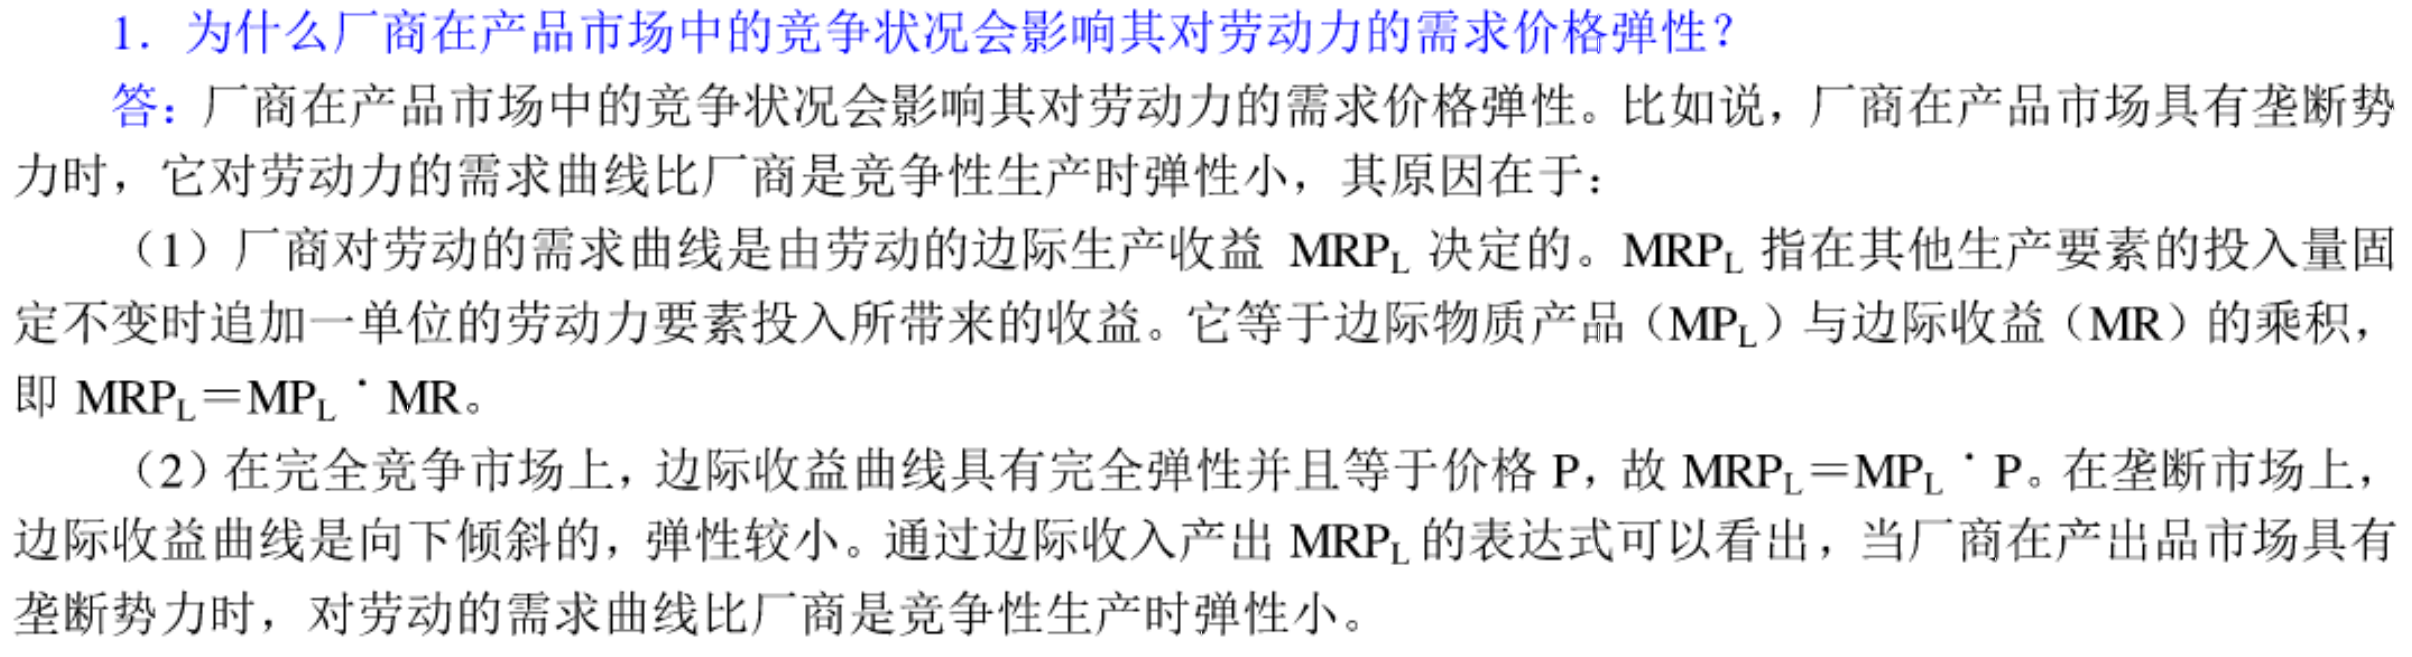 1. 为什么厂商在产品市场中的竞争状况会影响其对劳动力的需求价格弹性?
答：厂商在产品市场中的竞争状况会影响其对劳动力的需求价格弹性。比如说，厂商在产品市场具有垄断势
力时，它对劳动力的需求曲线比厂商是竞争性生产时弹性小，其原因在于：
（1）厂商对劳动的需求曲线是由劳动的边际生产收益 MRP_L 决定的。MRP_L 指在其他生产要素的投入量固
定不变时追加一单位的劳动力要素投入所带来的收益。它等于边际物质产品（MP_L）与边际收益（MR）的乘积，
即 MRP_L＝MP_L · MR。
（2）在完全竞争市场上，边际收益曲线具有完全弹性并且等于价格 P，故 MRP_L＝MP_L · P。在垄断市场上，
边际收益曲线是向下倾斜的，弹性较小。通过边际收入产出 MRP_L 的表达式可以看出，当厂商在产出品市场具有
垄断势力时，对劳动的需求曲线比厂商是竞争性生产时弹性小。